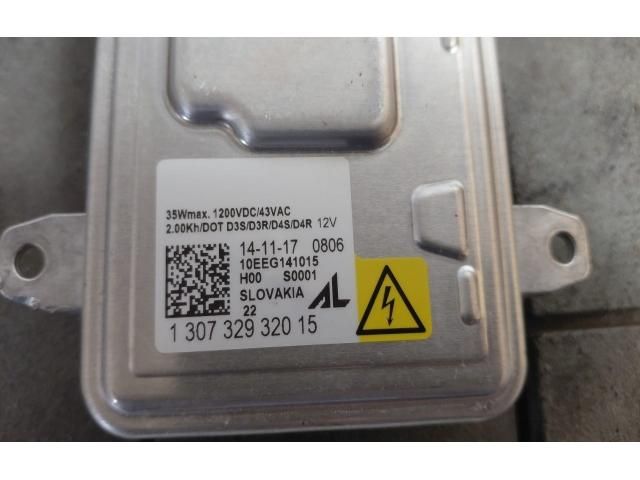 35Wmax. 1200VDC/43VAC
2.00Kh/DOT D3S/D3R/D4S/D4R 12V
14-11-17 0806
10EEG141015
H00 S0001
SLOVAKIA AL
22
1 307 329 320 15